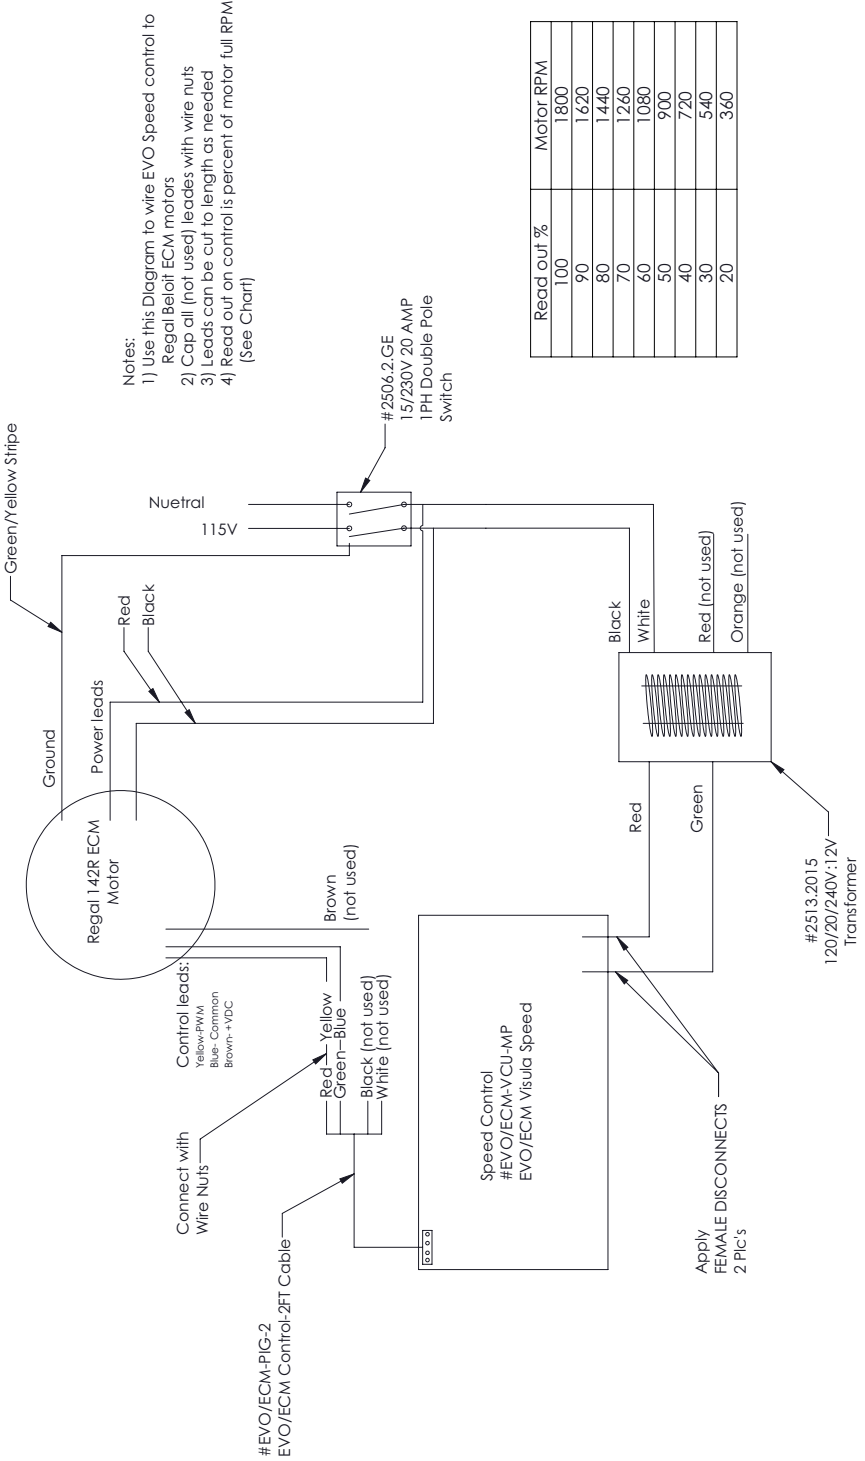 Notes:
1) Use this Diagram to wire EVO Speed control to
Regal Beloit ECM motors
2) Cap all (not used) leades with wire nuts
3) Leads can be cut to length as needed
4) Read out on control is percent of motor full RPM
(See Chart)
Green/Yellow Stripe
Nuetral
115V
#2506.2.GE
15/230V 20 AMP
1PH Double Pole
Switch
Read out % Motor RPM
100 1800
90 1620
80 1440
70 1260
60 1080
50 900
40 720
30 540
20 360
Ground
Power leads
Red
Black
Regal 142R ECM
Motor
Control leads:
Yellow-PWM
Blue- Common
Brown- +VDC
Brown
(not used)
Connect with
Wire Nuts
Red Yellow
Green Blue
Black (not used)
White (not used)
#EVO/ECM-PIG-2
EVO/ECM Control-2FT Cable
Speed Control
#EVO/ECM-VCU-MP
EVO/ECM Visula Speed
Apply
FEMALE DISCONNECTS
2 Plc's
Red
Green
Black
White
Red (not used)
Orange (not used)
#2513.2015
120/20/240V:12V
Transformer